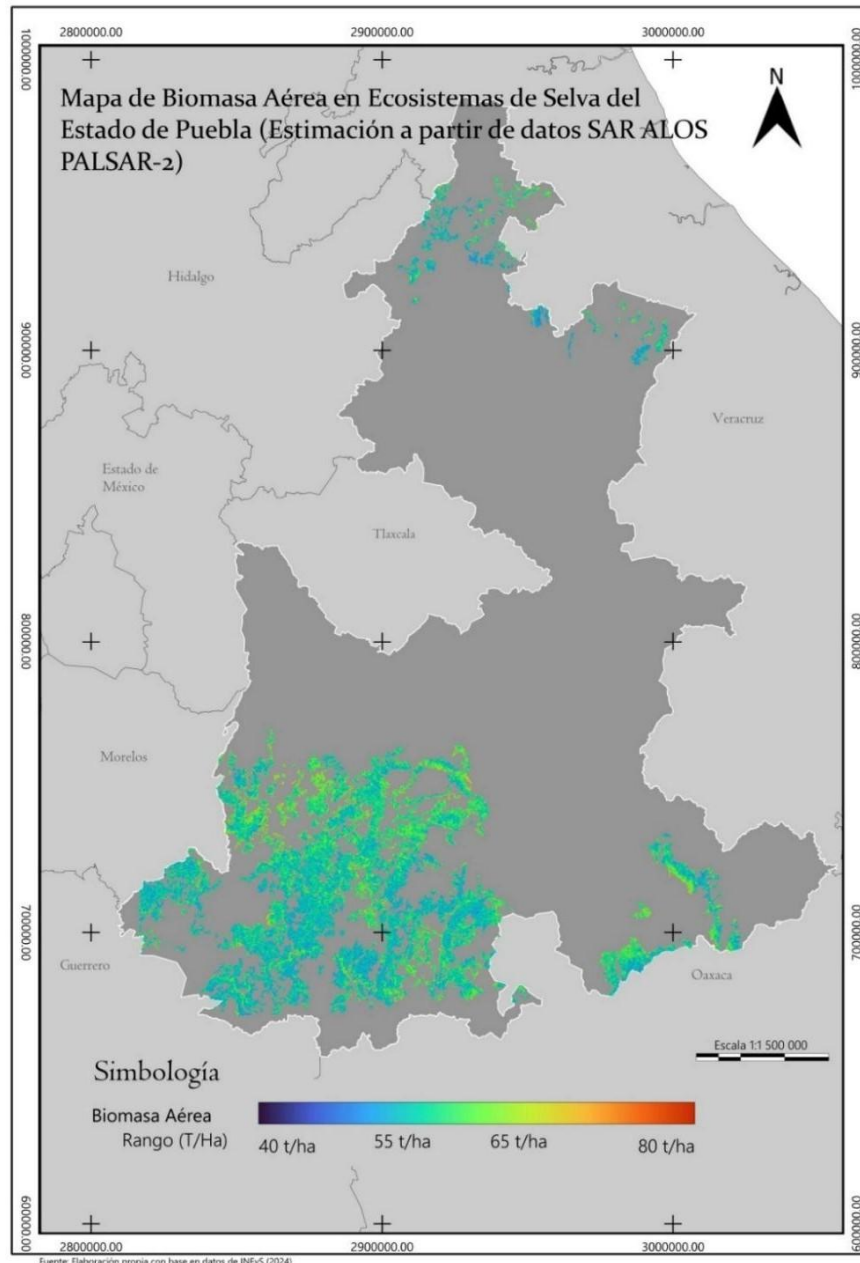 2800000.00 2900000.00 3000000.00
1000000.00 1000000.00
Mapa de Biomasa Aérea en Ecosistemas de Selva del
Estado de Puebla (Estimación a partir de datos SAR ALOS
PALSAR-2)
N
Hidalgo
900000.00 900000.00
Veracruz
Estado de
México
Tlaxcala
800000.00 800000.00
Morelos
700000.00 700000.00
Guerrero
Oaxaca
Escala 1:1 500 000
Simbología
Biomasa Aérea
Rango (T/Ha)
40 t/ha 55 t/ha 65 t/ha 80 t/ha
600000.00 600000.00
2800000.00 2900000.00 3000000.00
Fuente: Elaboración propia con base en datos de INFyS (2024)